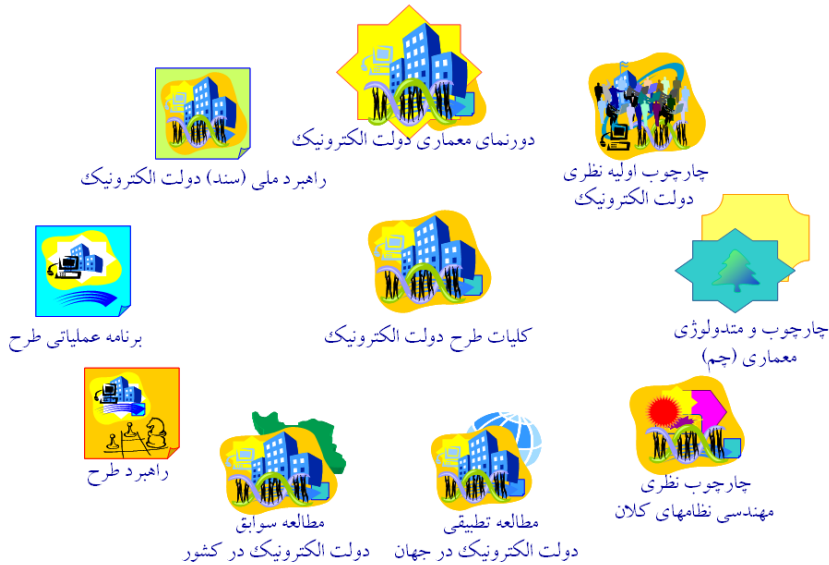 دورنمای معماری دولت الکترونیک
راهبرد ملی (سند) دولت الکترونیک
چارچوب اولیه نظری
دولت الکترونیک
چارچوب و متدولوژی
معماری (چم)
کلیات طرح دولت الکترونیک
برنامه عملیاتی طرح
راهبرد طرح
چارچوب نظری
مهندسی نظامهای کلان
مطالعه تطبیقی
دولت الکترونیک در جهان
مطالعه سوابق
دولت الکترونیک در کشور